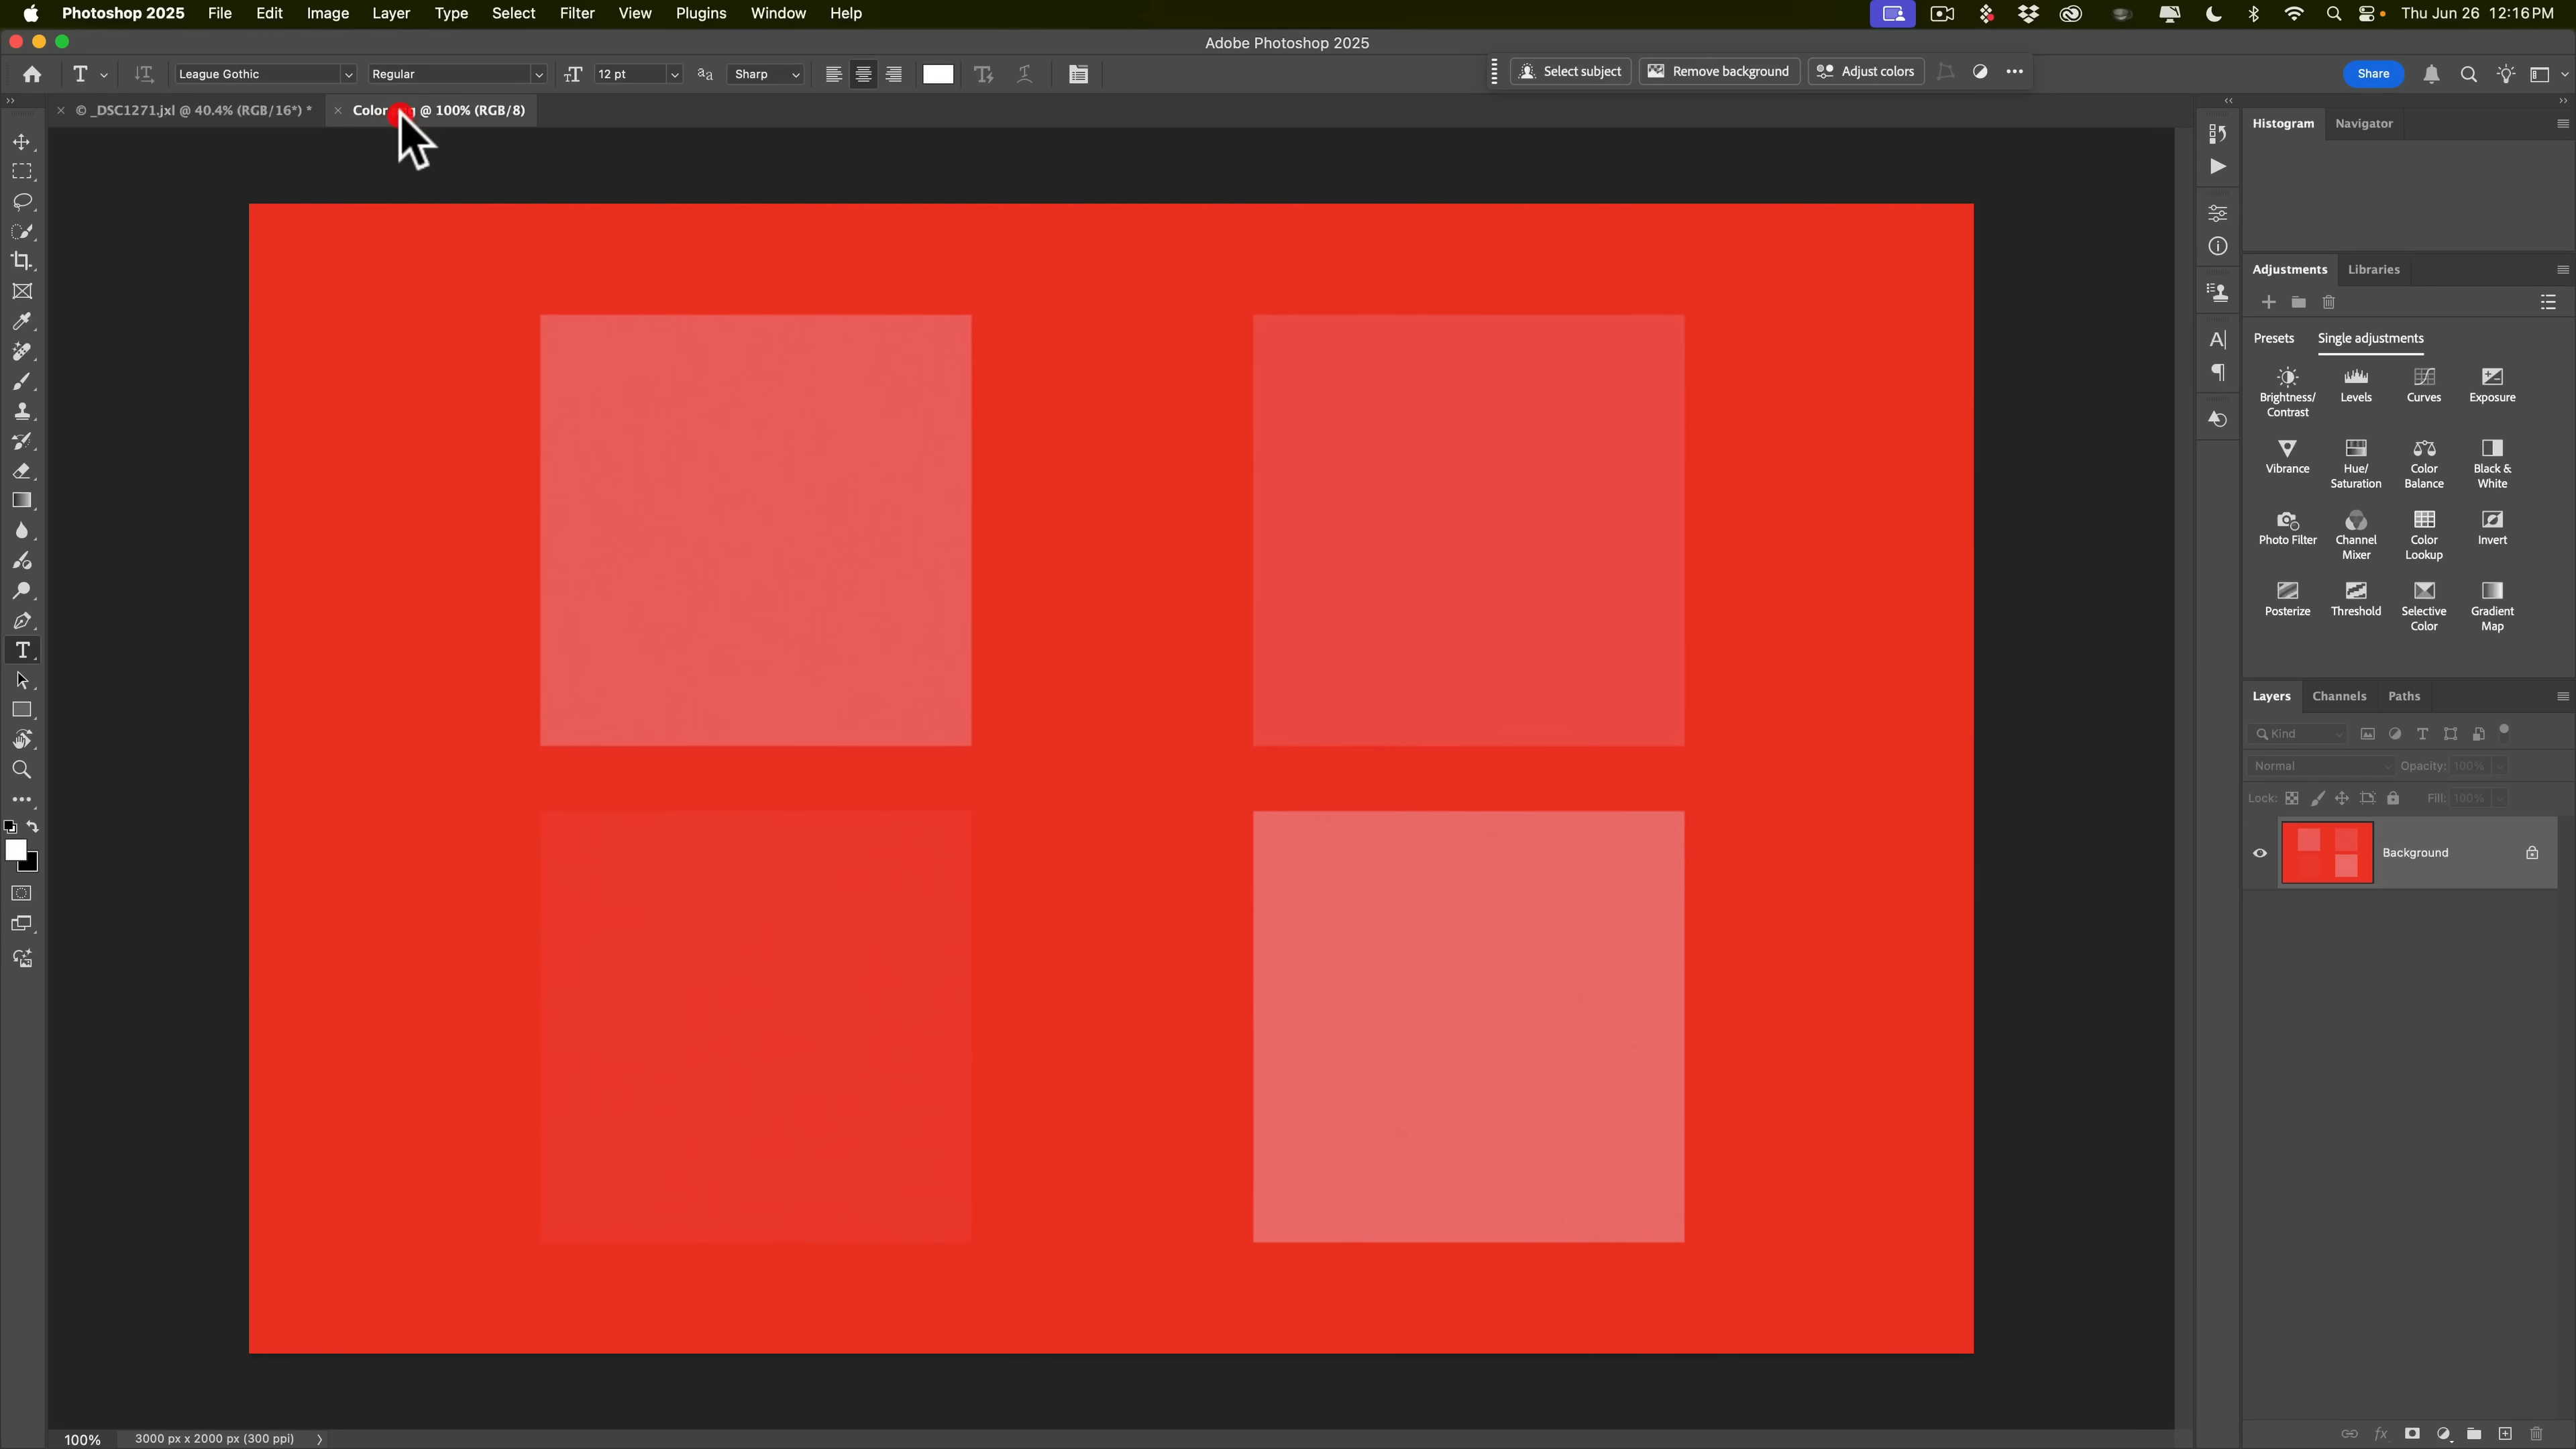 Photoshop 2025 File Edit Image Layer Type Select Filter View Plugins Window Help Thu Jun 26 12:16 PM
Adobe Photoshop 2025
T League Gothic Regular 12 pt Sharp Select subject Remove background Adjust colors Share
© _DSC1271.jxl @ 40.4% (RGB/16*) * @ 100% (RGB/8)
Histogram Navigator
Adjustments Libraries
Presets Single adjustments
Brightness/
Contrast
Levels
Curves
Exposure
Vibrance
Hue/
Saturation
Color
Balance
Black &
White
Photo Filter
Channel
Mixer
Color
Lookup
Invert
Posterize
Threshold
Selective
Color
Gradient
Map
Layers Channels Paths
Kind
Normal Opacity: 100%
Lock: Fill: 100%
Background
fx
100% 3000 px x 2000 px (300 ppi)